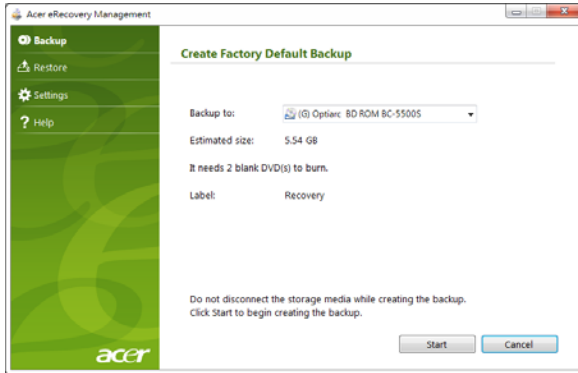 Acer eRecovery Management
Backup
Restore
Settings
? Help
Create Factory Default Backup
Backup to: (G) Optiarc BD ROM BC-5500S
Estimated size: 5.54 GB
It needs 2 blank DVD(s) to burn.
Label: Recovery
Do not disconnect the storage media while creating the backup.
Click Start to begin creating the backup.
Start Cancel
acer